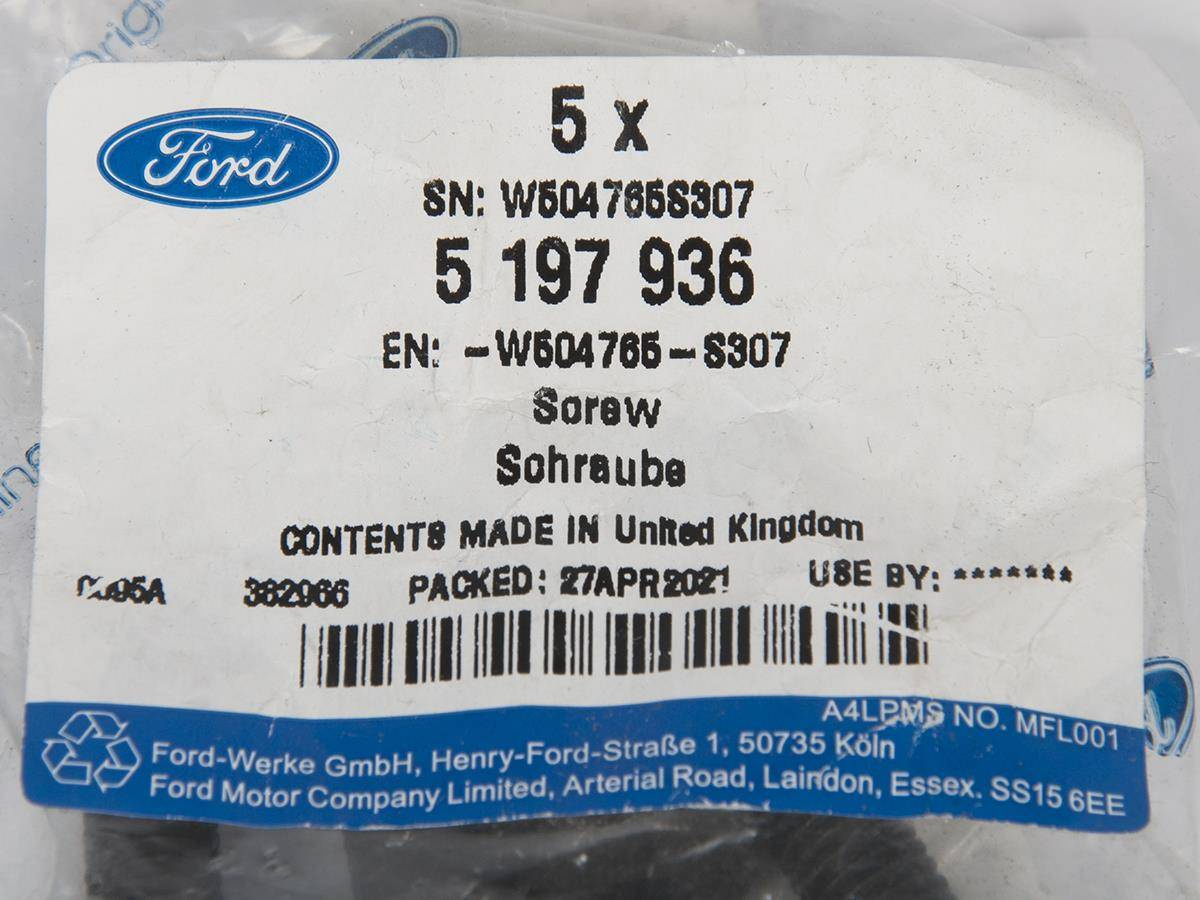 Origi
Ford
5 x
SN: W504765S307
5 197 936
EN: -W504765-S307
Screw
Schraube
CONTENTS MADE IN United Kingdom
382966 PACKED: 27APR2021 USE BY: *******
A4LPMS NO. MFL001
Ford-Werke GmbH, Henry-Ford-Straße 1, 50735 Köln
Ford Motor Company Limited, Arterial Road, Laindon, Essex. SS15 6EE